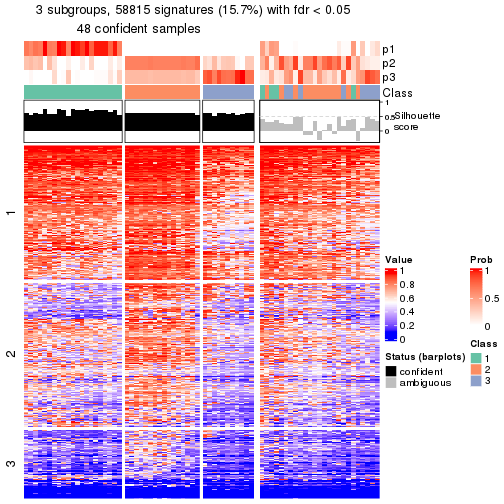 3 subgroups, 58815 signatures (15.7%) with fdr < 0.05
48 confident samples
p1
p2
p3
Class
1
0.5
0
Silhouette
score
1
2
3
Value
1
0.8
0.6
0.4
0.2
0
Prob
1
0.5
0
Status (barplots)
confident
ambiguous
Class
1
2
3